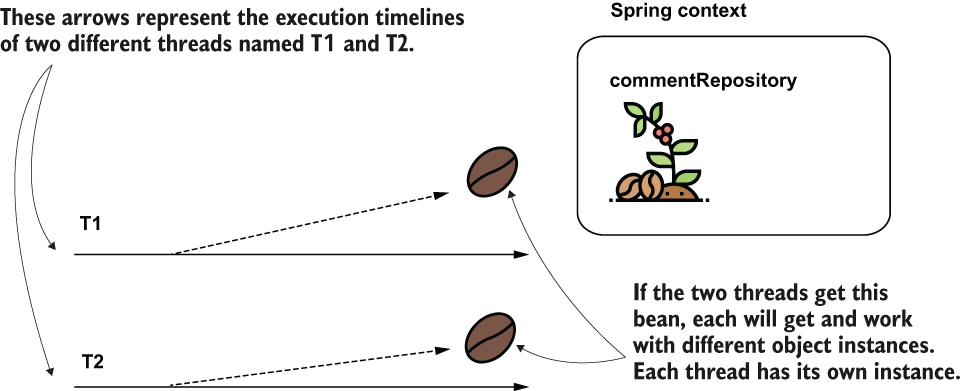 These arrows represent the execution timelines
of two different threads named T1 and T2.
Spring context
commentRepository
T1
T2
If the two threads get this
bean, each will get and work
with different object instances.
Each thread has its own instance.